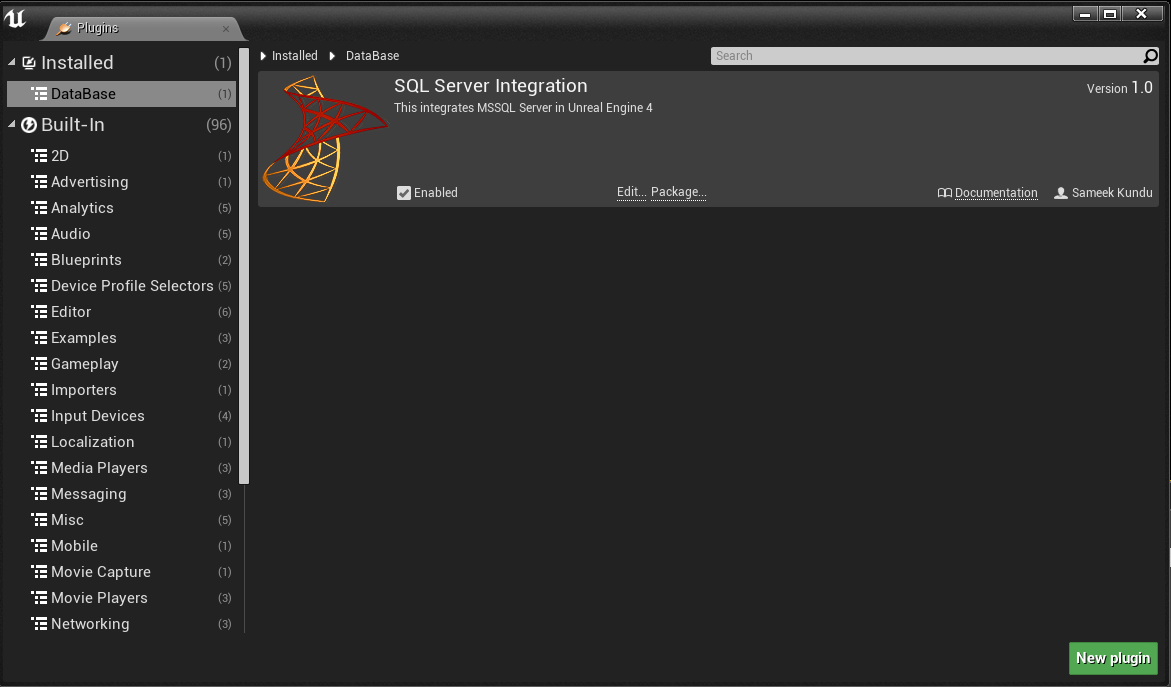 Plugins
Installed (1)
DataBase (1)
Built-In (96)
2D (1)
Advertising (1)
Analytics (5)
Audio (5)
Blueprints (2)
Device Profile Selectors (5)
Editor (6)
Examples (3)
Gameplay (2)
Importers (1)
Input Devices (4)
Localization (1)
Media Players (3)
Messaging (3)
Misc (5)
Mobile (1)
Movie Capture (1)
Movie Players (3)
Networking (3)
Installed DataBase
Search
SQL Server Integration
Version 1.0
This integrates MSSQL Server in Unreal Engine 4
Enabled Edit... Package... Documentation Sameek Kundu
New plugin